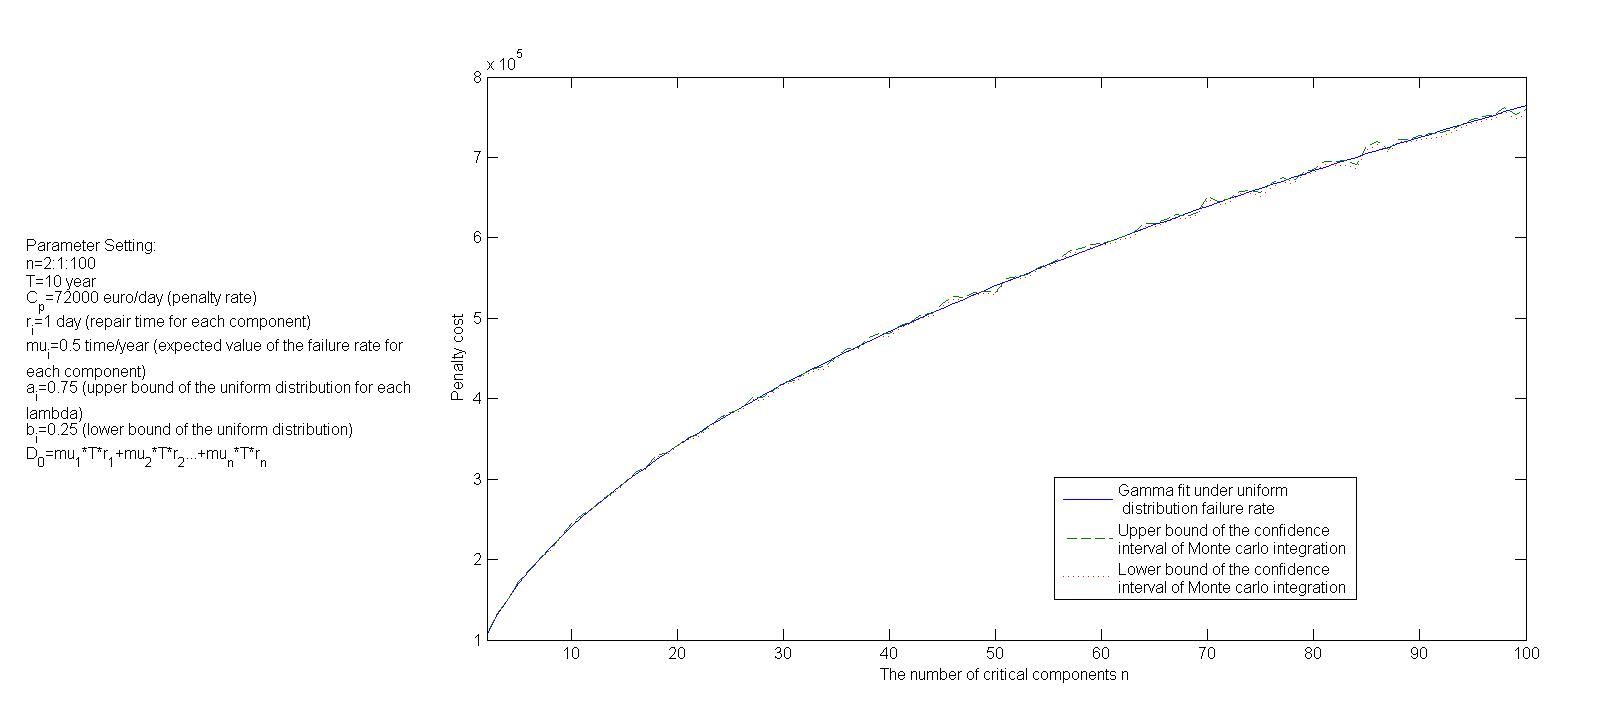 Parameter Setting:
n=2:1:100
T=10 year
Cp=72000 euro/day (penalty rate)
ri=1 day (repair time for each component)
mui=0.5 time/year (expected value of the failure rate for
each component)
ai=0.75 (upper bound of the uniform distribution for each
lambda)
bi=0.25 (lower bound of the uniform distribution)
D0=mu1*T*r1+mu2*T*r2...+mun*T*rn
x 10^5
8
7
6
5
4
3
2
1
Penalty cost
10 20 30 40 50 60 70 80 90 100
The number of critical components n
Gamma fit under uniform
distribution failure rate
Upper bound of the confidence
interval of Monte carlo integration
Lower bound of the confidence
interval of Monte carlo integration